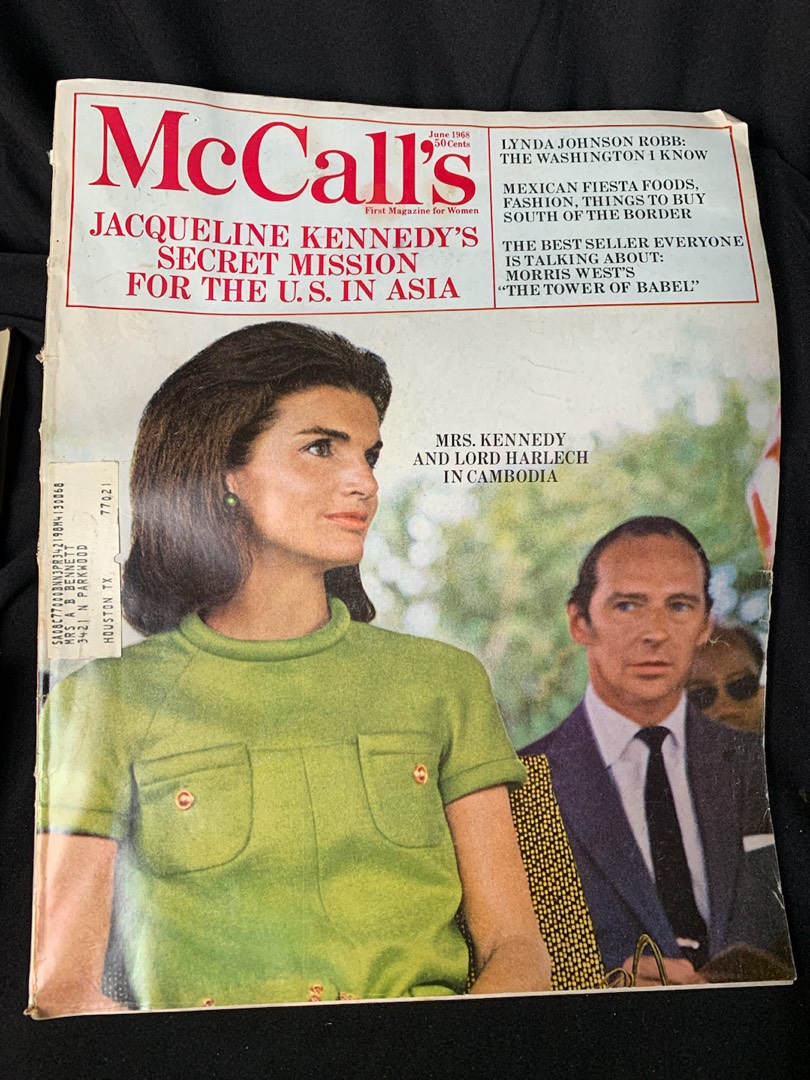 McCall's
June 1968
50 Cents
First Magazine for Women
JACQUELINE KENNEDY'S
SECRET MISSION
FOR THE U.S. IN ASIA
LYNDA JOHNSON ROBB:
THE WASHINGTON I KNOW
MEXICAN FIESTA FOODS,
FASHION, THINGS TO BUY
SOUTH OF THE BORDER
THE BEST SELLER EVERYONE
IS TALKING ABOUT:
MORRIS WEST'S
"THE TOWER OF BABEL"
MRS. KENNEDY
AND LORD HARLECH
IN CAMBODIA
MRS A B BENNETT
3421 N PARKWOOD
HOUSTON TX 77021